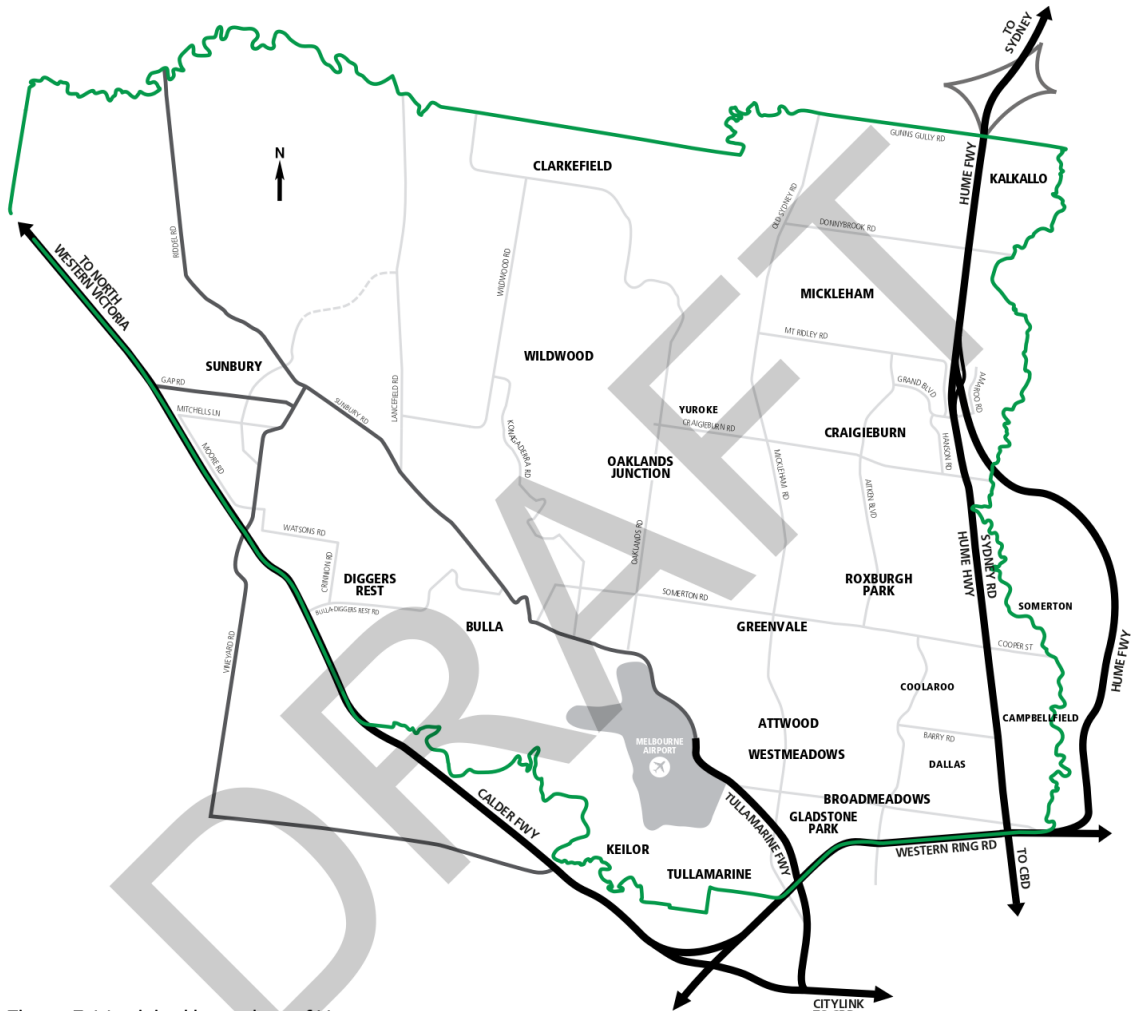 TO
SYDNEY
GUNNS GULLY RD
HUME FWY
KALKALLO
N
CLARKEFIELD
OLD SYDNEY RD
DONNYBROOK RD
RIDDEL RD
WILDWOOD RD
TO NORTH
WESTERN VICTORIA
MICKLEHAM
MT RIDLEY RD
WILDWOOD
SUNBURY
GAP RD
MITCHELLS LN
LANCEFIELD RD
SUNBURY RD
GRAND BLVD
AMAROO RD
YUROKE
CRAIGIEBURN RD
CRAIGIEBURN
HANSON RD
KONAGADERRA RD
MOORE RD
OAKLANDS
JUNCTION
MICKLEHAM RD
AITKEN BLVD
WATSONS RD
CRINNION RD
OAKLANDS RD
HUME HWY
SYDNEY RD
DIGGERS
REST
BULLA-DIGGERS REST RD
SOMERTON RD
ROXBURGH
PARK
SOMERTON
BULLA
GREENVALE
VINEYARD RD
COOPER ST
HUME FWY
COOLAROO
ATTWOOD
CAMPBELLFIELD
BARRY RD
MELBOURNE
AIRPORT
WESTMEADOWS
DALLAS
CALDER FWY
TULLAMARINE FWY
BROADMEADOWS
GLADSTONE
PARK
KEILOR
WESTERN RING RD
TO CBD
TULLAMARINE
CITYLINK
DRAFT